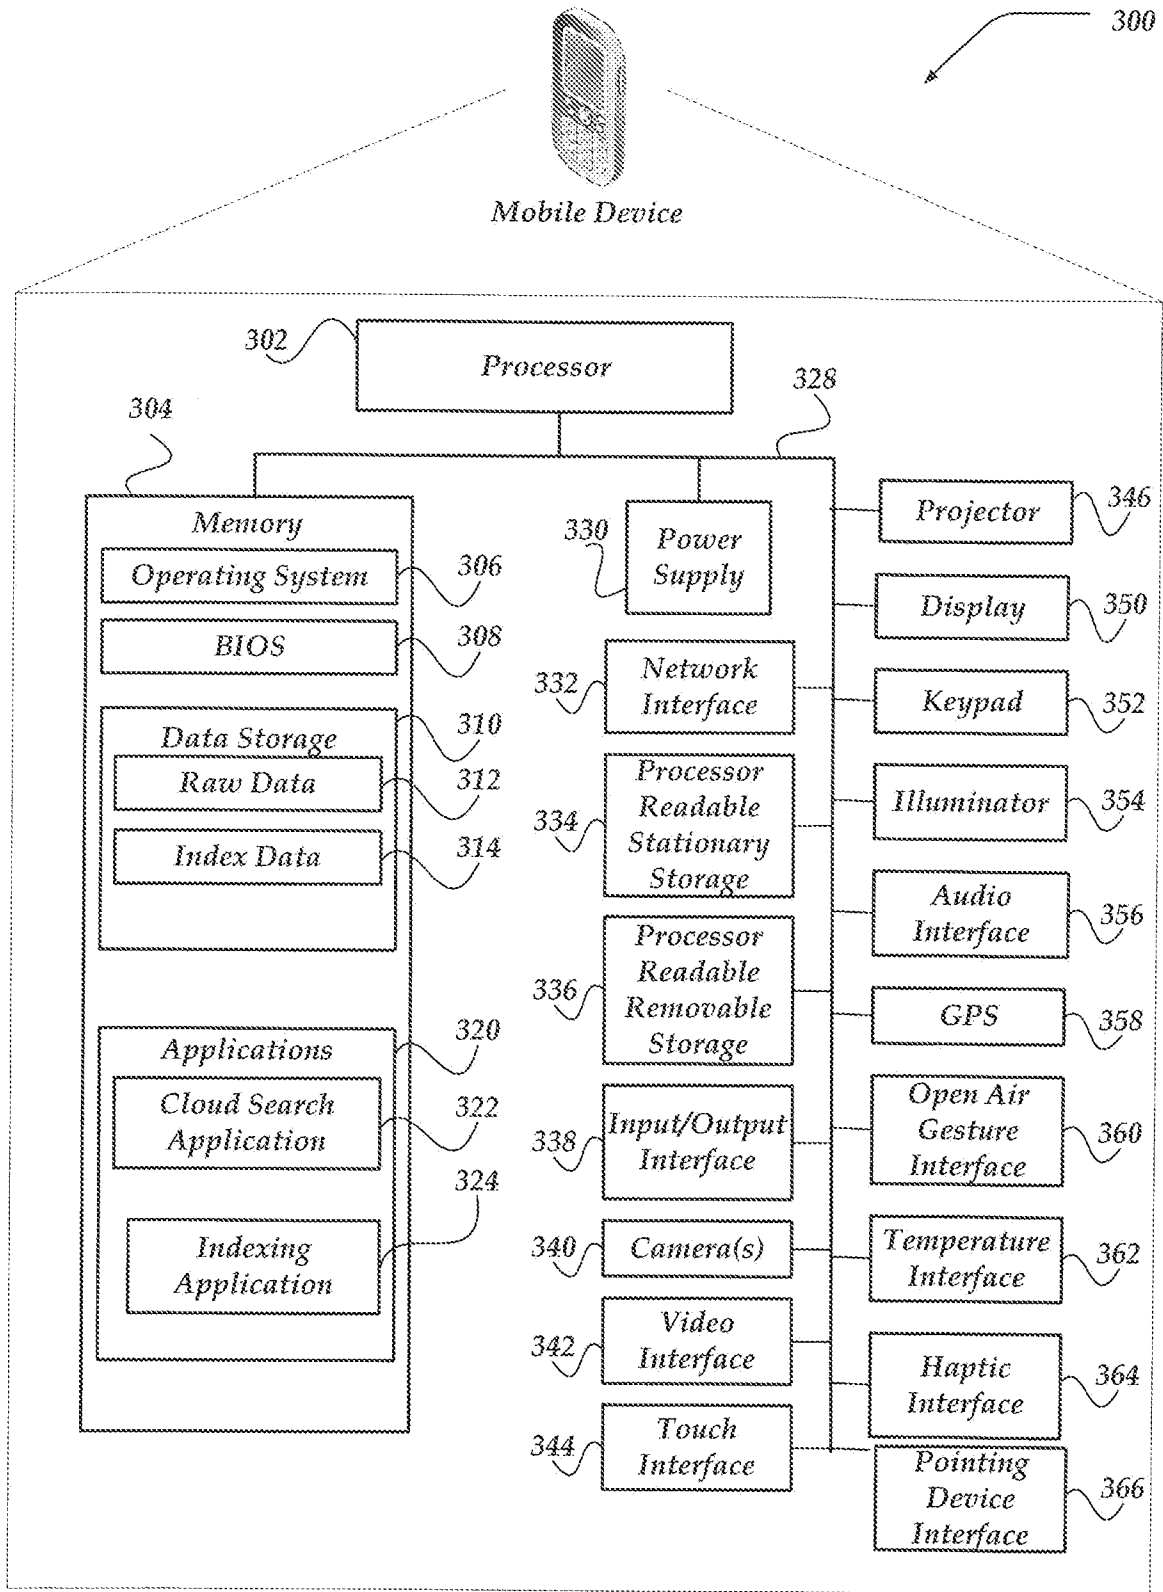 300
Mobile Device
302
Processor
328
304
Memory
Operating System
306
BIOS
308
Data Storage
310
Raw Data
312
Index Data
314
Applications
320
Cloud Search
Application
322
324
Indexing
Application
330
Power
Supply
332
Network
Interface
334
Processor
Readable
Stationary
Storage
336
Processor
Readable
Removable
Storage
338
Input/Output
Interface
340
Camera(s)
342
Video
Interface
344
Touch
Interface
Projector
346
Display
350
Keypad
352
Illuminator
354
Audio
Interface
356
GPS
358
Open Air
Gesture
Interface
360
Temperature
Interface
362
Haptic
Interface
364
Pointing
Device
Interface
366